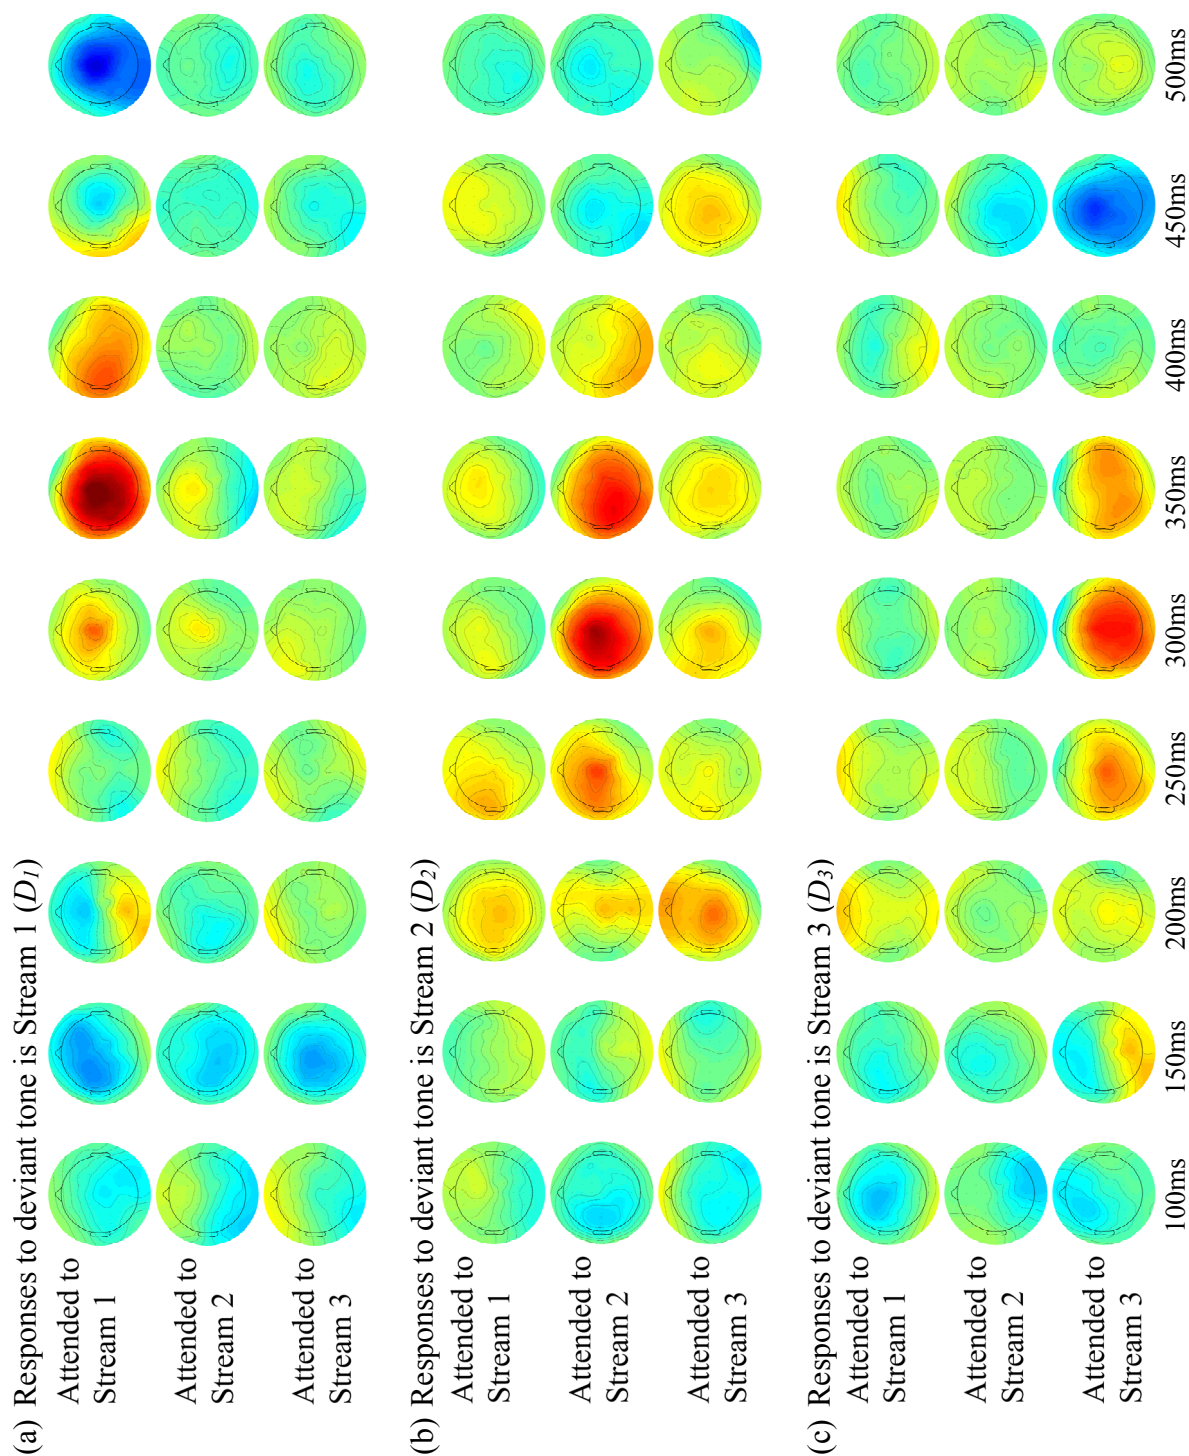 (a) Responses to deviant tone is Stream 1 (D1)
Attended to
Stream 1
Attended to
Stream 2
Attended to
Stream 3
(b) Responses to deviant tone is Stream 2 (D2)
Attended to
Stream 1
Attended to
Stream 2
Attended to
Stream 3
(c) Responses to deviant tone is Stream 3 (D3)
Attended to
Stream 1
Attended to
Stream 2
Attended to
Stream 3
100ms 150ms 200ms 250ms 300ms 350ms 400ms 450ms 500ms